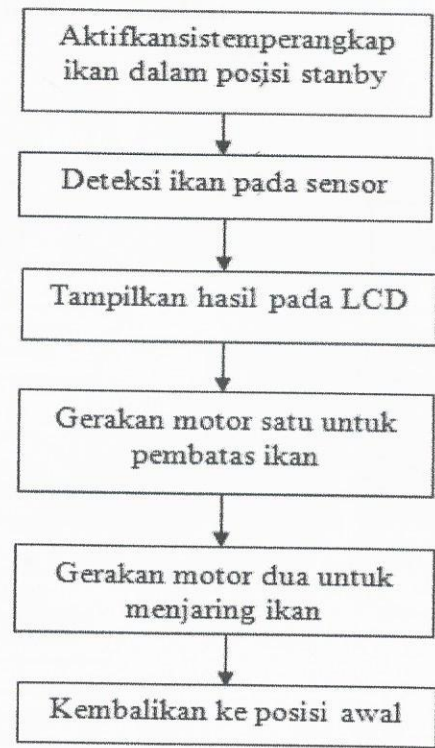 Aktifkansistemperangkap
ikan dalam posisi stanby
Deteksi ikan pada sensor
Tampilkan hasil pada LCD
Gerakan motor satu untuk
pembatas ikan
Gerakan motor dua untuk
menjaring ikan
Kembalikan ke posisi awal